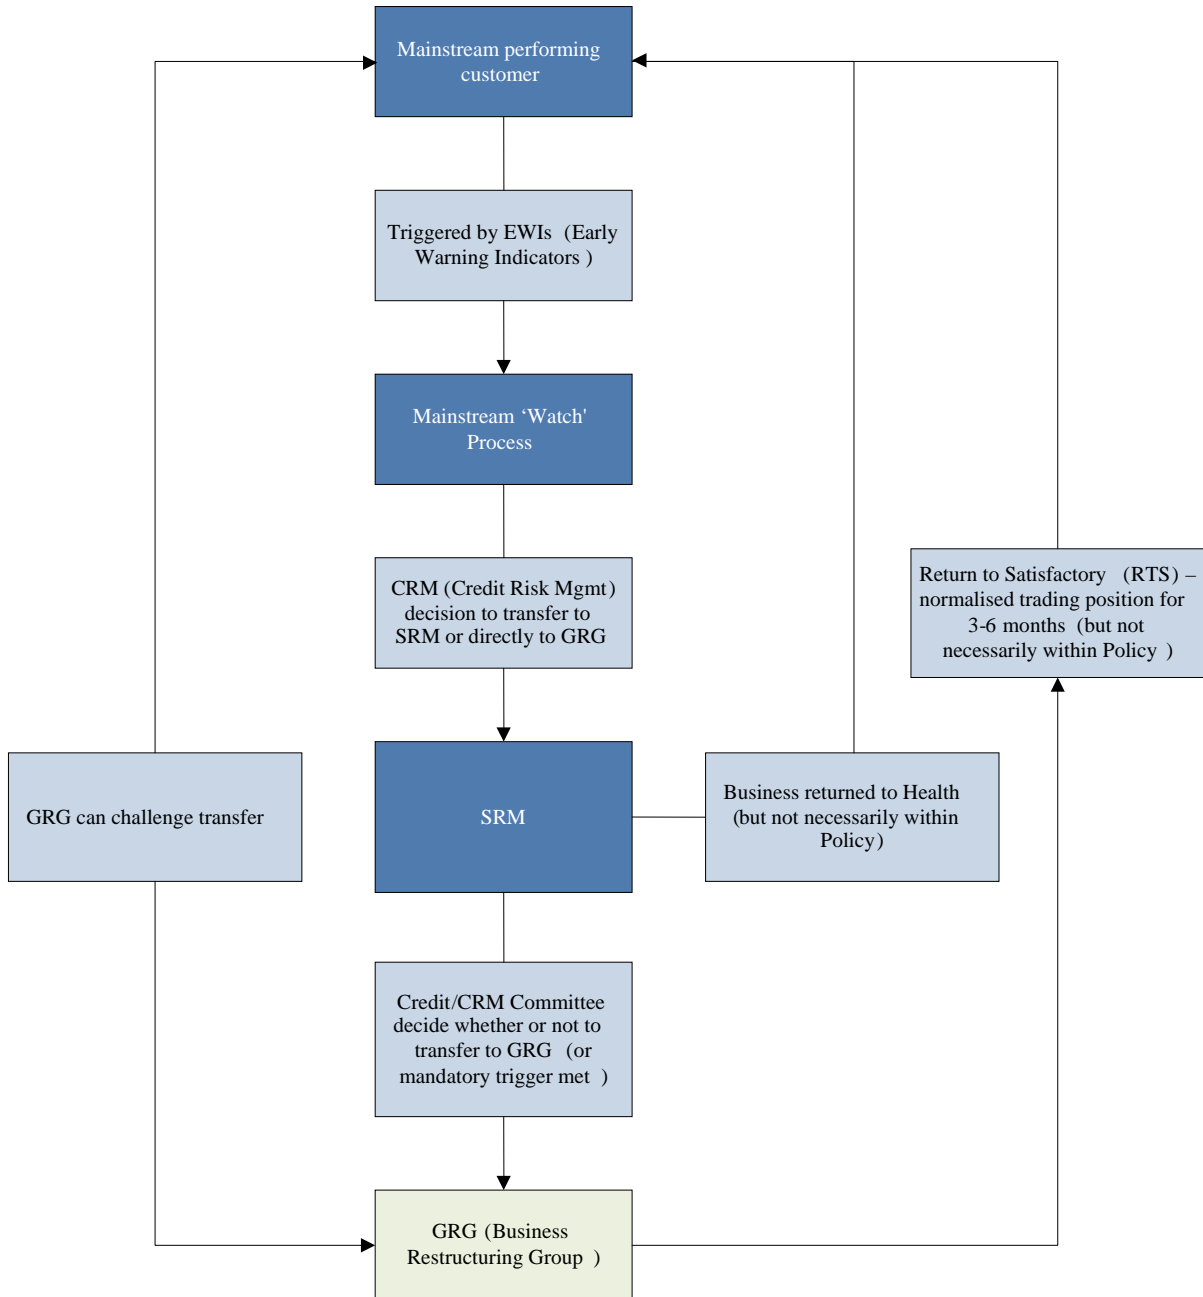 Mainstream performing
customer
Triggered by EWIs (Early
Warning Indicators )
Mainstream ‘Watch'
Process
CRM (Credit Risk Mgmt)
decision to transfer to
SRM or directly to GRG
Return to Satisfactory (RTS) –
normalised trading position for
3-6 months (but not
necessarily within Policy )
GRG can challenge transfer
SRM
Business returned to Health
(but not necessarily within
Policy)
Credit/CRM Committee
decide whether or not to
transfer to GRG (or
mandatory trigger met )
GRG (Business
Restructuring Group )